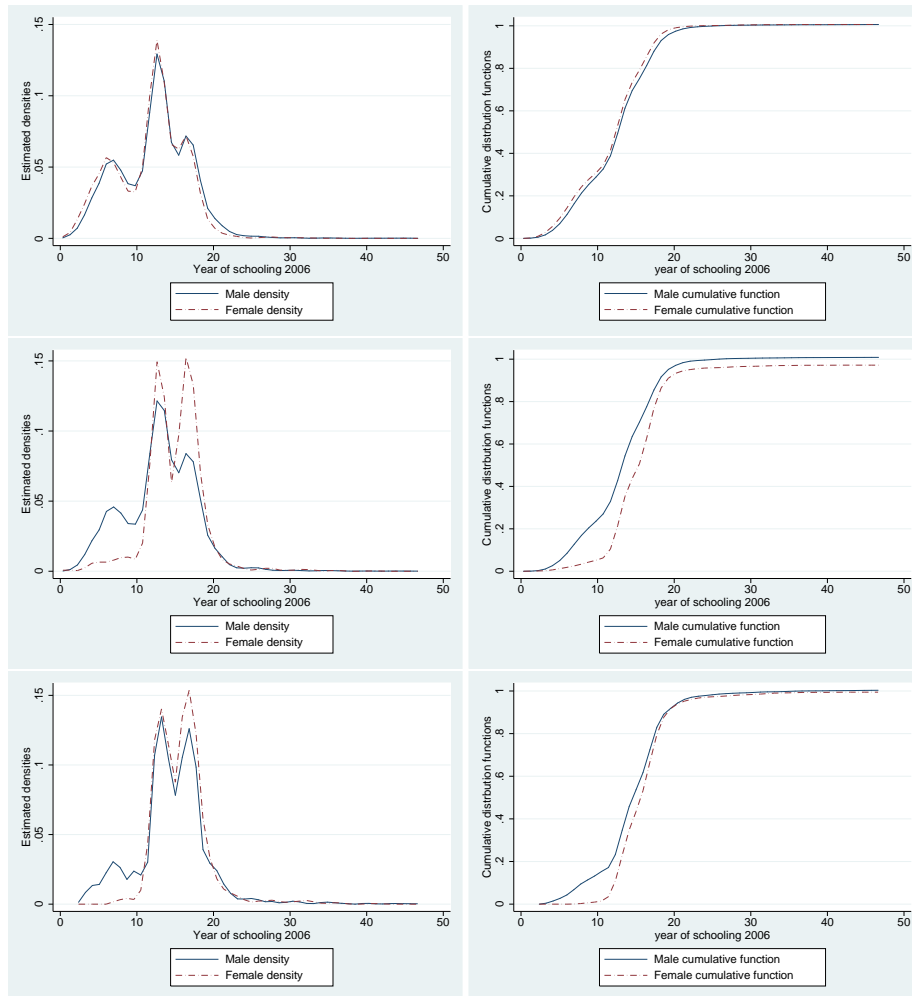 Estimated densities
0
.05
.1
.15
0 10 20 30 40 50
Year of schooling 2006
Male density
Female density
Cumulative distrbution functions
0
.2
.4
.6
.8
1
0 10 20 30 40 50
year of schooling 2006
Male cumulative function
Female cumulative function
Estimated densities
0
.05
.1
.15
0 10 20 30 40 50
Year of schooling 2006
Male density
Female density
Cumulative distrbution functions
0
.2
.4
.6
.8
1
0 10 20 30 40 50
year of schooling 2006
Male cumulative function
Female cumulative function
Estimated densities
0
.05
.1
.15
0 10 20 30 40 50
Year of schooling 2006
Male density
Female density
Cumulative distrbution functions
0
.2
.4
.6
.8
1
0 10 20 30 40 50
year of schooling 2006
Male cumulative function
Female cumulative function